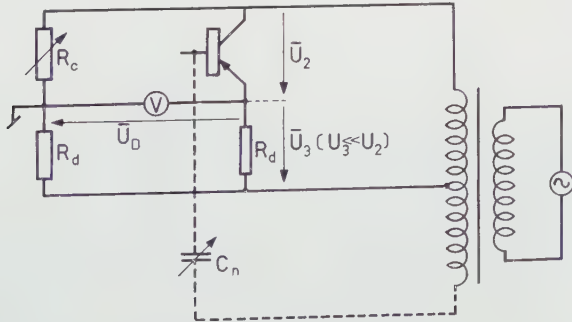 R_c
Ū_2
V
R_d
Ū_D
R_d
Ū_3 (U_3≪U_2)
C_n